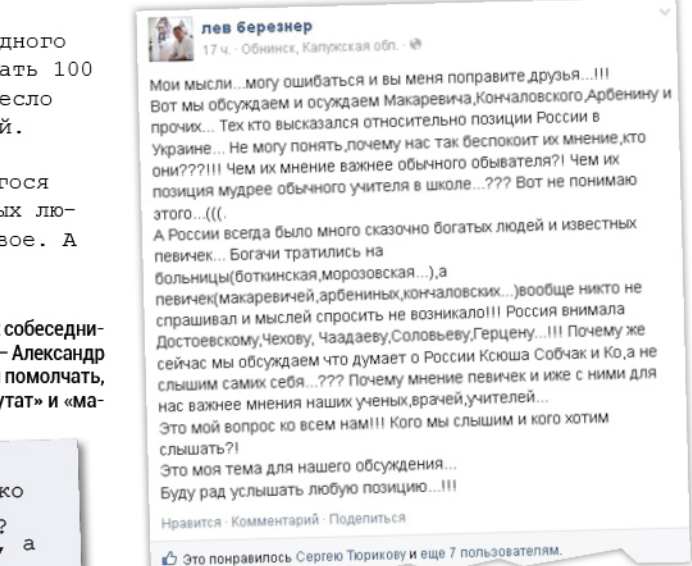 дного
ать 100
есло
й.
гося
ых лю-
вое. А
собеседни-
– Александр
помолчать,
утат» и «ма-
ко
?
, а
лев березнер
17 ч. · Обнинск, Калужская обл. ·
Мои мысли...могу ошибаться и вы меня поправите,друзья...!!!
Вот мы обсуждаем и осуждаем Макаревича,Кончаловского,Арбенину и
прочих... Тех кто высказался относительно позиции России в
Украине... Не могу понять,почему нас так беспокоит их мнение,кто
они???!!! Чем их мнение важнее обычного обывателя?! Чем их
позиция мудрее обычного учителя в школе...??? Вот не понимаю
этого...(((.
А России всегда было много сказочно богатых людей и известных
певичек... Богачи тратились на
больницы(боткинская,морозовская...),а
певичек(макаревичей,арбениных,кончаловских...)вообще никто не
спрашивал и мыслей спросить не возникало!!! Россия внимала
Достоевскому,Чехову, Чаадаеву,Соловьеву,Герцену...!!! Почему же
сейчас мы обсуждаем что думает о России Ксюша Собчак и Ко,а не
слышим самих себя...??? Почему мнение певичек и иже с ними для
нас важнее мнения наших ученых,врачей,учителей...
Это мой вопрос ко всем нам!!! Кого мы слышим и кого хотим
слышать?!
Это моя тема для нашего обсуждения...
Буду рад услышать любую позицию...!!!
Нравится · Комментарий · Поделиться
Это понравилось Сергею Тюрикову и еще 7 пользователям.